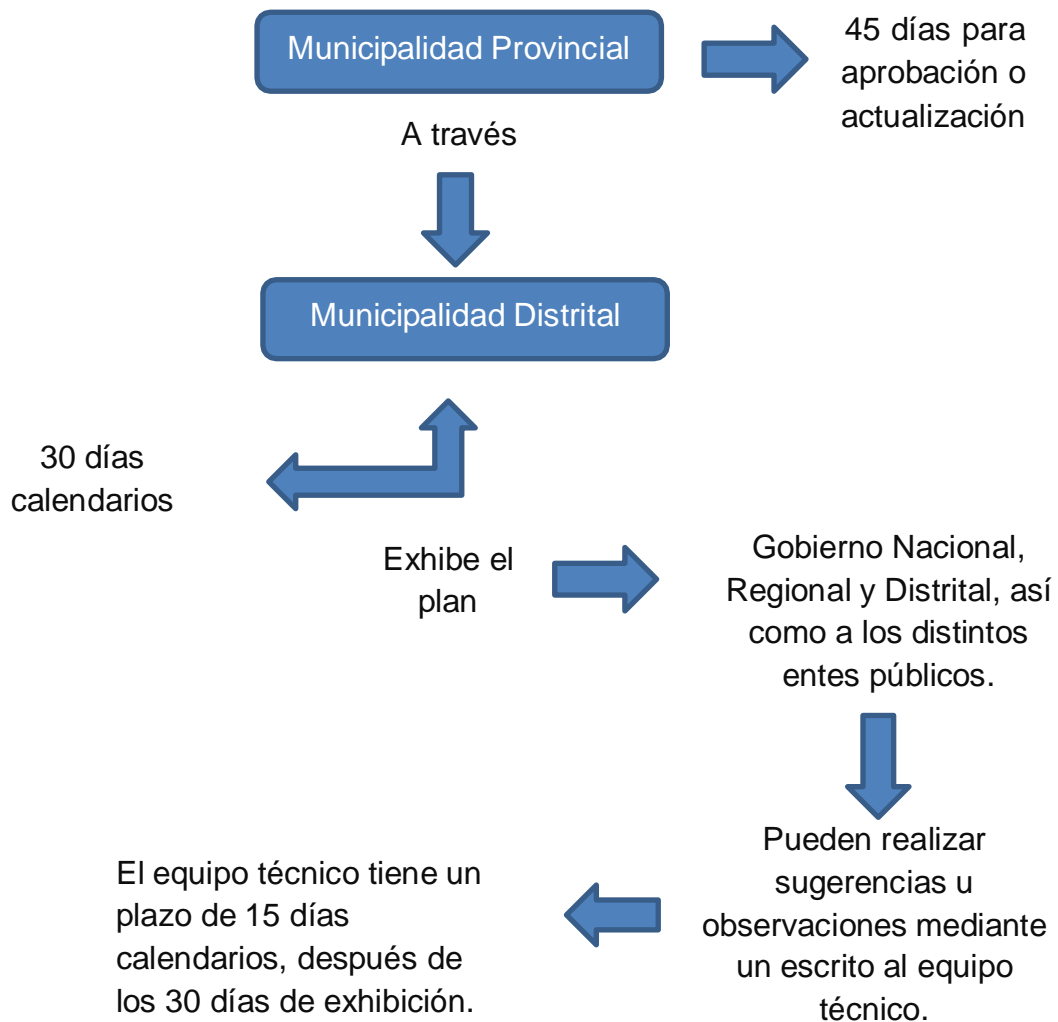 Municipalidad Provincial
45 días para
aprobación o
actualización
A través
Municipalidad Distrital
30 días
calendarios
Exhibe el
plan
Gobierno Nacional,
Regional y Distrital, así
como a los distintos
entes públicos.
Pueden realizar
sugerencias u
observaciones mediante
un escrito al equipo
técnico.
El equipo técnico tiene un
plazo de 15 días
calendarios, después de
los 30 días de exhibición.